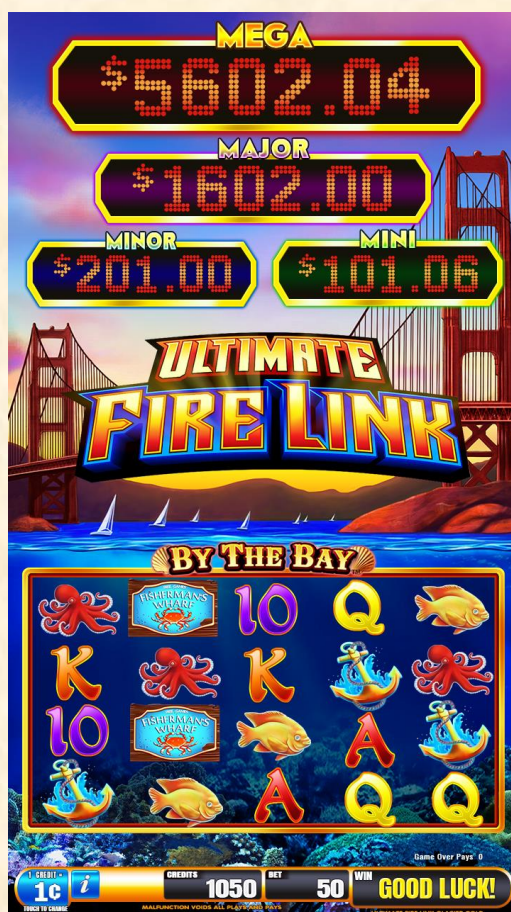 MEGA
$5602.04
MAJOR
$1602.00
MINOR
$201.00
MINI
$101.06
ULTIMATE
FIRE LINK
BY THE BAY
FISHERMAN'S
WHARF
10
Q
K
K
10
FISHERMAN'S
WHARF
A
A
Q
Q
Game Over Pays 0
1 CREDIT =
1¢
TOUCH TO CHANGE
i
CREDITS
1050
BET
50
WIN
GOOD LUCK!
MALFUNCTION VOIDS ALL PLAYS AND PAYS